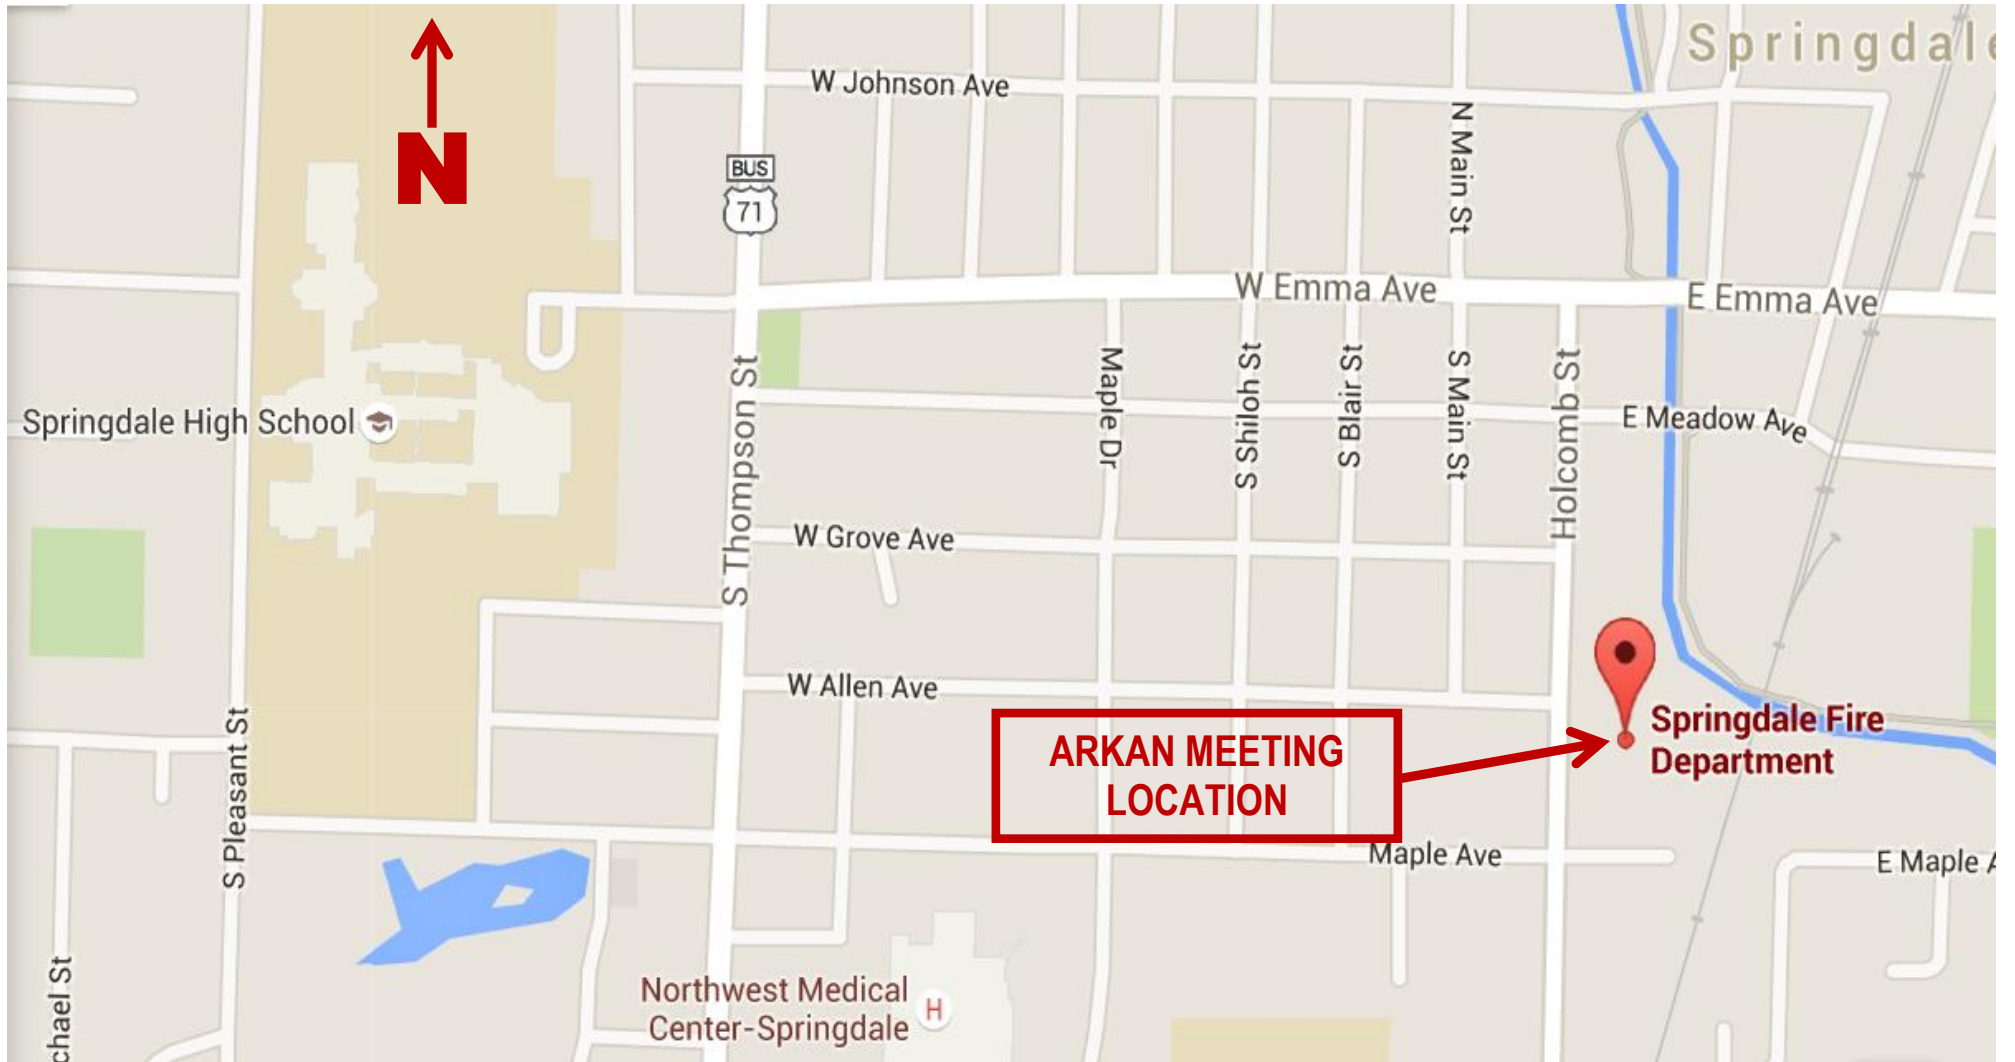 Springdale
N
W Johnson Ave
BUS
71
N Main St
W Emma Ave
E Emma Ave
Springdale High School
S Thompson St
Maple Dr
S Shiloh St
S Blair St
S Main St
Holcomb St
E Meadow Ave
W Grove Ave
W Allen Ave
S Pleasant St
ARKAN MEETING
LOCATION
Springdale Fire
Department
Maple Ave
E Maple A
chael St
Northwest Medical
Center-Springdale
H